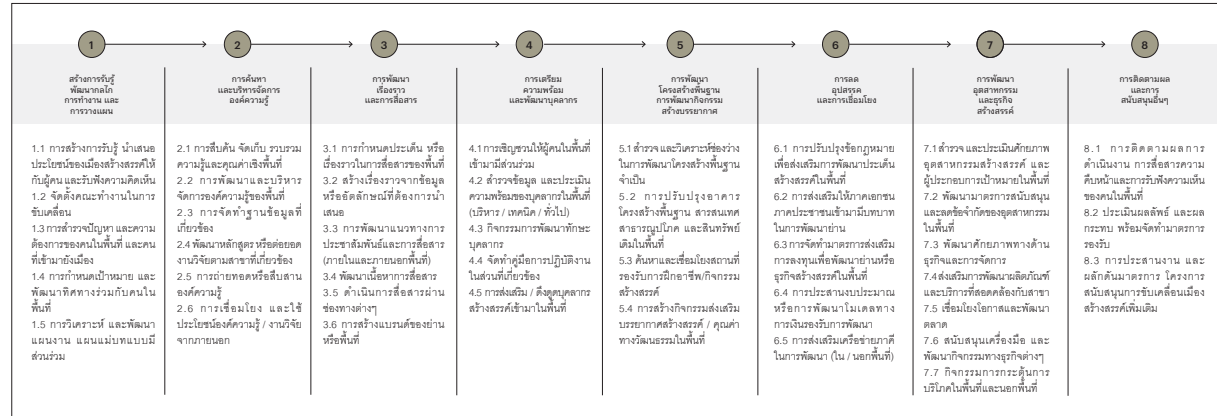 1
สร้างการรับรู้
พัฒนากลไก
การทำงาน และ
การวางแผน
1.1 การสร้างการรับรู้ นำเสนอ
ประโยชน์ของเมืองสร้างสรรค์ให้
กับผู้คน และรับฟังความคิดเห็น
1.2 จัดตั้งคณะทำงานในการ
ขับเคลื่อน
1.3 การสำรวจปัญหา และความ
ต้องการของคนในพื้นที่ และคน
ที่เข้ามายังเมือง
1.4 การกำหนดเป้าหมาย และ
พัฒนาทิศทางร่วมกับคนใน
พื้นที่
1.5 การวิเคราะห์ และพัฒนา
แผนงาน แผนแม่บทแบบมี
ส่วนร่วม
2
การค้นหา
และบริหารจัดการ
องค์ความรู้
2.1 การสืบค้น จัดเก็บ รวบรวม
ความรู้และคุณค่าเชิงพื้นที่
2.2 การพัฒนาและบริหาร
จัดการองค์ความรู้ของพื้นที่
2.3 การจัดทำฐานข้อมูลที่
เกี่ยวข้อง
2.4 พัฒนาหลักสูตร หรือต่อยอด
งานวิจัยตามสาขาที่เกี่ยวข้อง
2.5 การถ่ายทอดหรือสืบสาน
องค์ความรู้
2.6 การเชื่อมโยง และใช้
ประโยชน์องค์ความรู้ / งานวิจัย
จากภายนอก
3
การพัฒนา
เรื่องราว
และการสื่อสาร
3.1 การกำหนดประเด็น หรือ
เรื่องราวในการสื่อสารของพื้นที่
3.2 สร้างเรื่องราวจากข้อมูล
หรืออัตลักษณ์ที่ต้องการนำ
เสนอ
3.3 การพัฒนาแนวทางการ
ประชาสัมพันธ์และการสื่อสาร
(ภายในและภายนอกพื้นที่)
3.4 พัฒนาเนื้อหาการสื่อสาร
3.5 ดำเนินการสื่อสารผ่าน
ช่องทางต่างๆ
3.6 การสร้างแบรนด์ของย่าน
หรือพื้นที่
4
การเตรียม
ความพร้อม
และพัฒนาบุคลากร
4.1 การเชิญชวนให้ผู้คนในพื้นที่
เข้ามามีส่วนร่วม
4.2 สำรวจข้อมูล และประเมิน
ความพร้อมของบุคลากรในพื้นที่
(บริหาร / เทคนิค / ทั่วไป)
4.3 กิจกรรมการพัฒนาทักษะ
บุคลากร
4.4 จัดทำคู่มือการปฏิบัติงาน
ในส่วนที่เกี่ยวข้อง
4.5 การส่งเสริม / ดึงดูดบุคลากร
สร้างสรรค์เข้ามาในพื้นที่
5
การพัฒนา
โครงสร้างพื้นฐาน
การพัฒนากิจกรรม
สร้างบรรยากาศ
5.1 สำรวจ และวิเคราะห์ช่องว่าง
ในการพัฒนาโครงสร้างพื้นฐาน
จำเป็น
5.2 การปรับปรุงอาคาร
โครงสร้างพื้นฐาน สารสนเทศ
สาธารณูปโภค และสินทรัพย์
เดิมในพื้นที่
5.3 ค้นหาและเชื่อมโยงสถานที่
รองรับการฝึกอาชีพ/กิจกรรม
สร้างสรรค์
5.4 การสร้างกิจกรรมส่งเสริม
บรรยากาศสร้างสรรค์ / คุณค่า
ทางวัฒนธรรมในพื้นที่
6
การลด
อุปสรรค
และการเชื่อมโยง
6.1 การปรับปรุงข้อกฎหมาย
เพื่อส่งเสริมการพัฒนาประเด็น
สร้างสรรค์ในพื้นที่
6.2 การส่งเสริมให้ภาคเอกชน
ภาคประชาชนเข้ามามีบทบาท
ในการพัฒนาย่าน
6.3 การจัดทำมาตรการส่งเสริม
การลงทุนเพื่อพัฒนาย่านหรือ
ธุรกิจสร้างสรรค์ในพื้นที่
6.4 การประสานงบประมาณ
หรือการพัฒนาโมเดลทาง
การเงินรองรับการพัฒนา
6.5 การส่งเสริมเครือข่ายภาคี
ในการพัฒนา (ใน / นอกพื้นที่)
7
การพัฒนา
อุตสาหกรรม
และธุรกิจ
สร้างสรรค์
7.1 สำรวจ และประเมินศักยภาพ
อุตสาหกรรมสร้างสรรค์ และ
ผู้ประกอบการเป้าหมายในพื้นที่
7.2 พัฒนามาตรการสนับสนุน
และลดข้อจำกัดของอุตสาหกรรม
ในพื้นที่
7.3 พัฒนาศักยภาพทางด้าน
ธุรกิจและการจัดการ
7.4 ส่งเสริมการพัฒนาผลิตภัณฑ์
และบริการที่สอดคล้องกับสาขา
7.5 เชื่อมโยงโอกาสและพัฒนา
ตลาด
7.6 สนับสนุนเครื่องมือ และ
พัฒนากิจกรรมทางธุรกิจต่างๆ
7.7 กิจกรรมการกระตุ้นการ
บริโภคในพื้นที่และนอกพื้นที่
8
การติดตามผล
และการ
สนับสนุนอื่นๆ
8.1 การติดตามผลการ
ดำเนินงาน การสื่อสารความ
คืบหน้าและการรับฟังความเห็น
ของคนในพื้นที่
8.2 ประเมินผลลัพธ์ และผล
กระทบ พร้อมจัดทำมาตรการ
รองรับ
8.3 การประสานงาน และ
ผลักดันมาตรการ โครงการ
สนับสนุนการขับเคลื่อนเมือง
สร้างสรรค์เพิ่มเติม